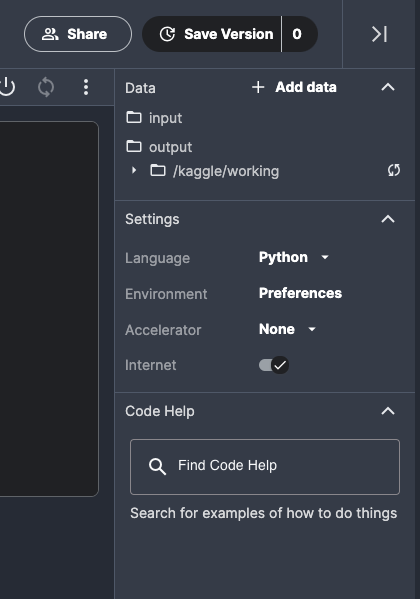 Share
Save Version
0
Data
Add data
input
output
/kaggle/working
Settings
Language
Python
Environment
Preferences
Accelerator
None
Internet
Code Help
Find Code Help
Search for examples of how to do things